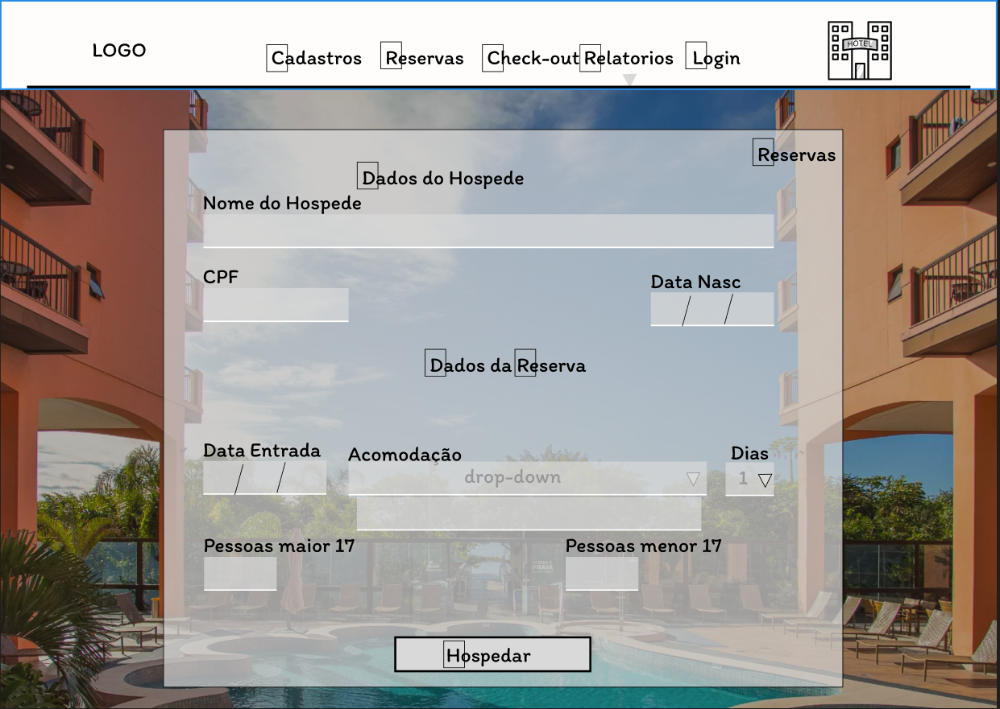 LOGO Cadastros Reservas Check-out Relatorios Login HOTEL
Reservas
Dados do Hospede
Nome do Hospede
CPF Data Nasc
/ /
Dados da Reserva
Data Entrada Acomodação Dias
/ / drop-down 1
Pessoas maior 17 Pessoas menor 17
Hospedar